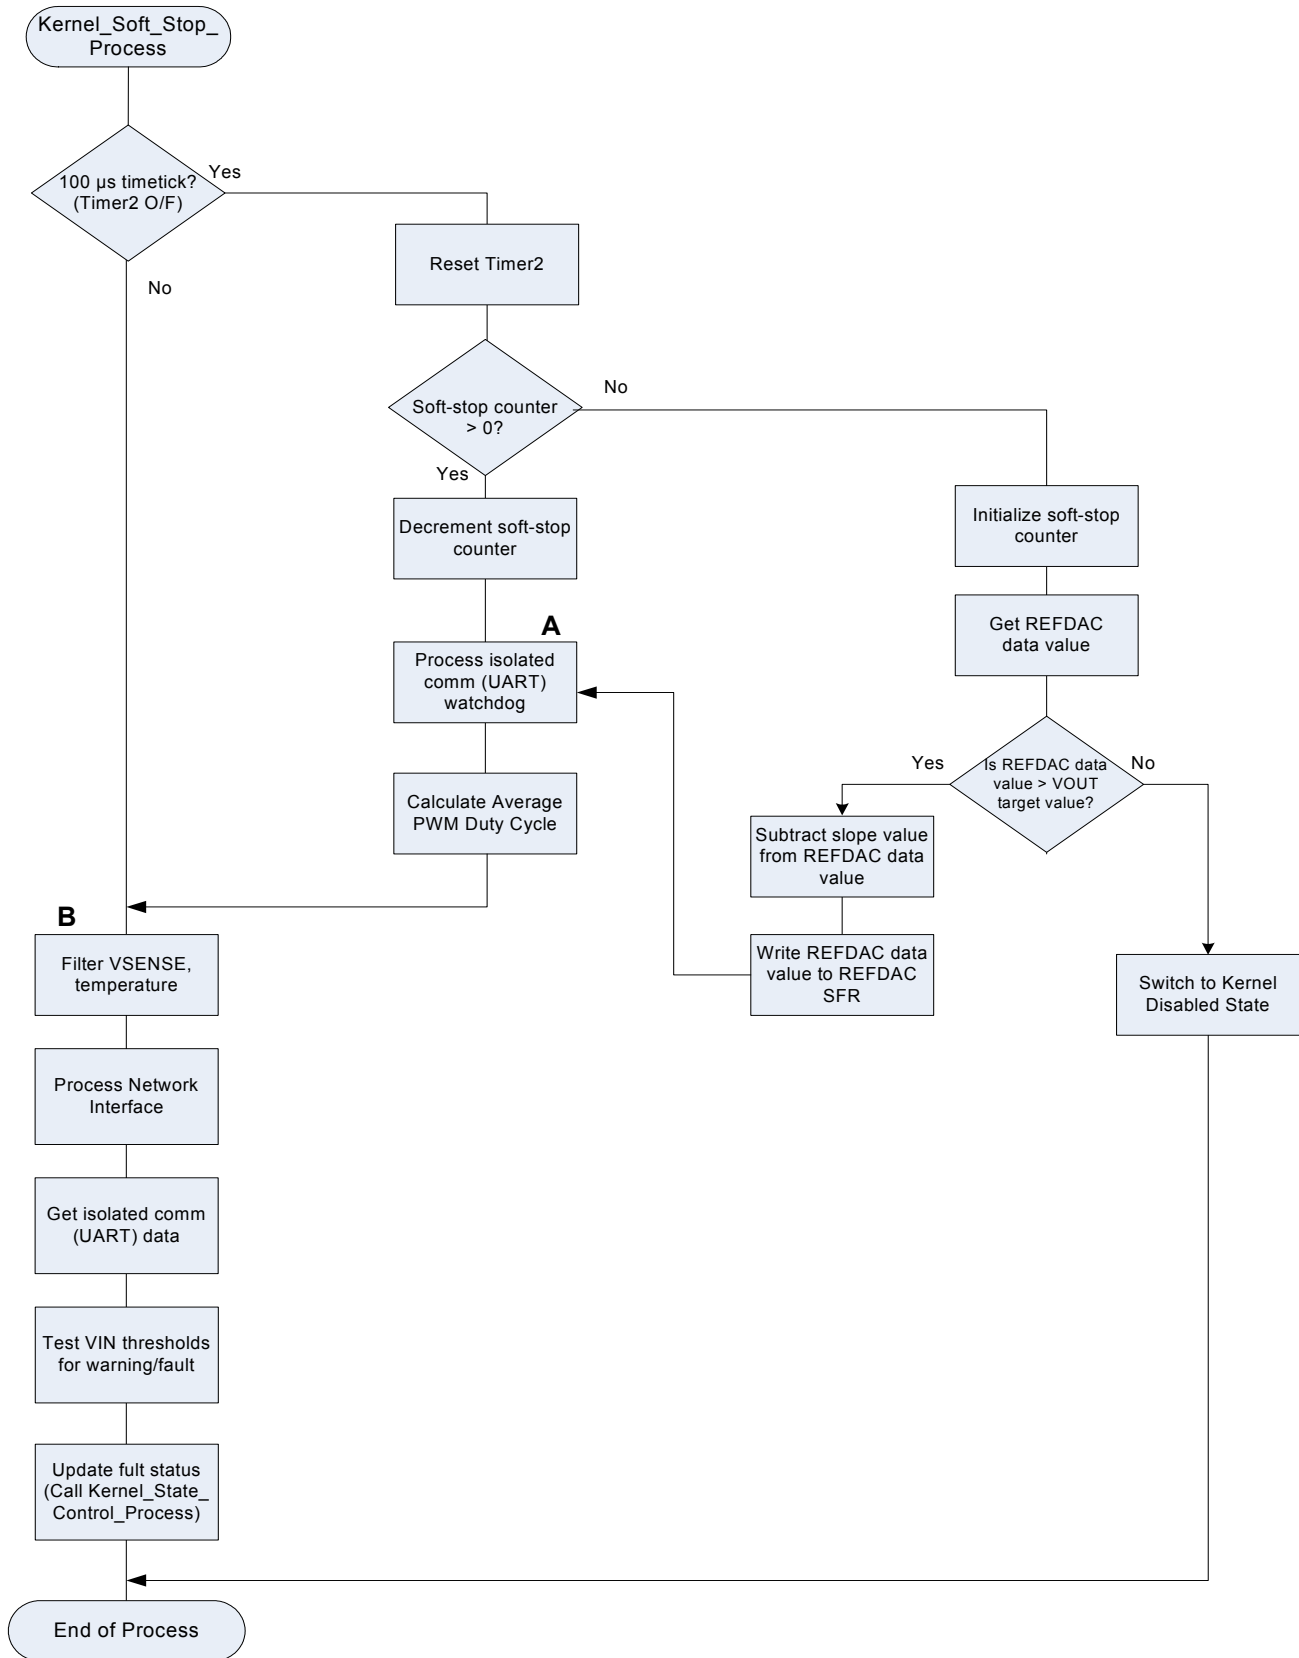 Kernel_Soft_Stop_
Process
100 µs timetick?
(Timer2 O/F)
Yes
No
Reset Timer2
Soft-stop counter
> 0?
No
Yes
Decrement soft-stop
counter
Initialize soft-stop
counter
Get REFDAC
data value
A
Process isolated
comm (UART)
watchdog
Calculate Average
PWM Duty Cycle
Is REFDAC data
value > VOUT
target value?
Yes
No
Subtract slope value
from REFDAC data
value
Write REFDAC data
value to REFDAC
SFR
Switch to Kernel
Disabled State
B
Filter VSENSE,
temperature
Process Network
Interface
Get isolated comm
(UART) data
Test VIN thresholds
for warning/fault
Update fult status
(Call Kernel_State_
Control_Process)
End of Process